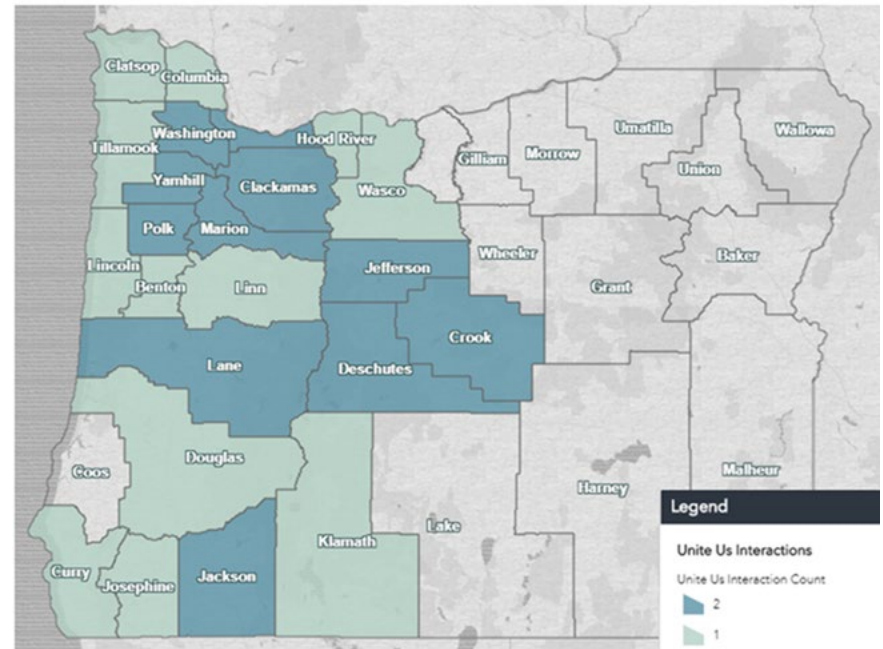 Clatsop
Columbia
Washington
Hood River
Tillamook
Gilliam
Morrow
Umatilla
Wallowa
Union
Yamhill
Clackamas
Wasco
Polk
Marion
Wheeler
Baker
Lincoln
Jefferson
Benton
Linn
Grant
Lane
Deschutes
Crook
Coos
Douglas
Harney
Malheur
Lake
Klamath
Curry
Josephine
Jackson
Legend
Unite Us Interactions
Unite Us Interaction Count
2
1